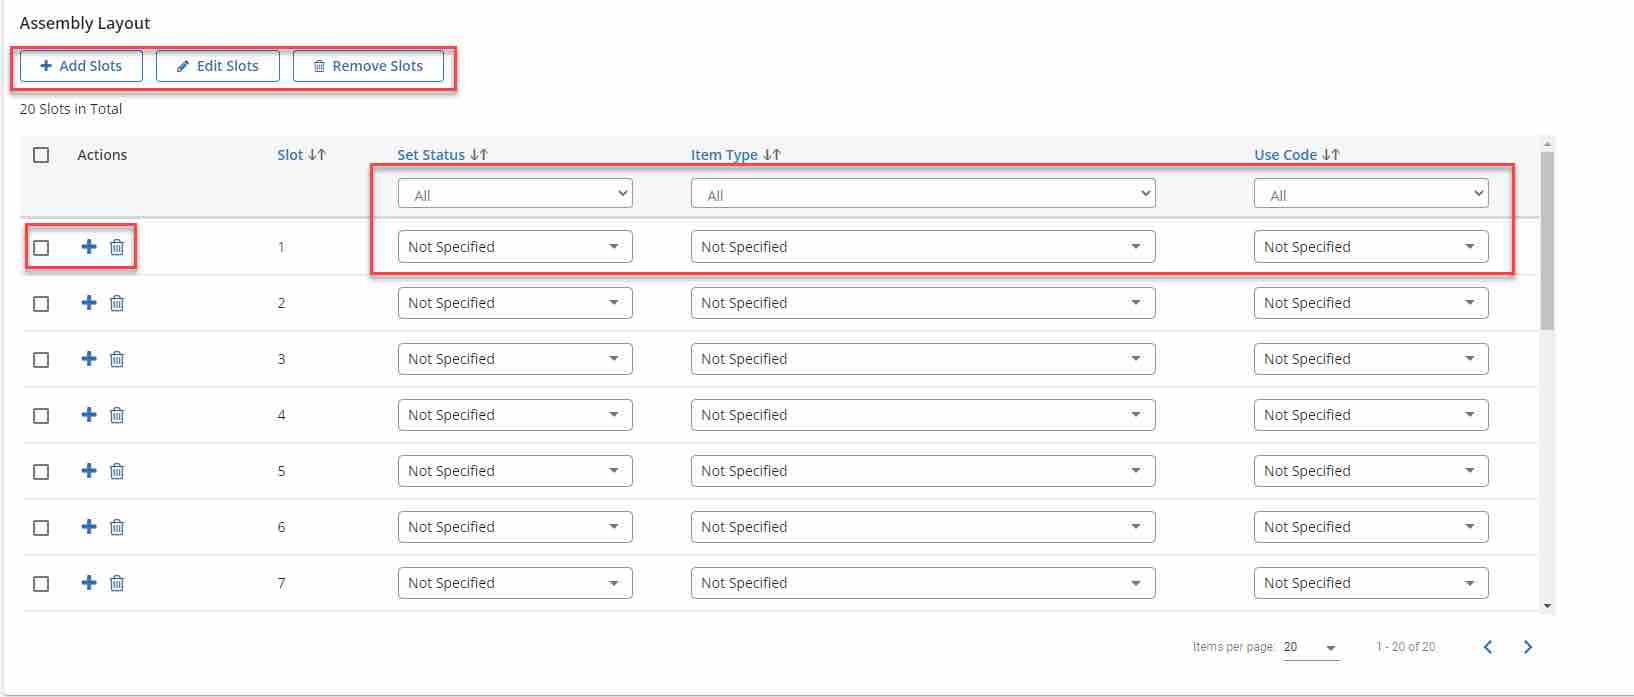 Assembly Layout
Add Slots Edit Slots Remove Slots
20 Slots in Total
Actions Slot Set Status Item Type Use Code
All All All
1 Not Specified Not Specified Not Specified
2 Not Specified Not Specified Not Specified
3 Not Specified Not Specified Not Specified
4 Not Specified Not Specified Not Specified
5 Not Specified Not Specified Not Specified
6 Not Specified Not Specified Not Specified
7 Not Specified Not Specified Not Specified
Items per page: 20 1 - 20 of 20